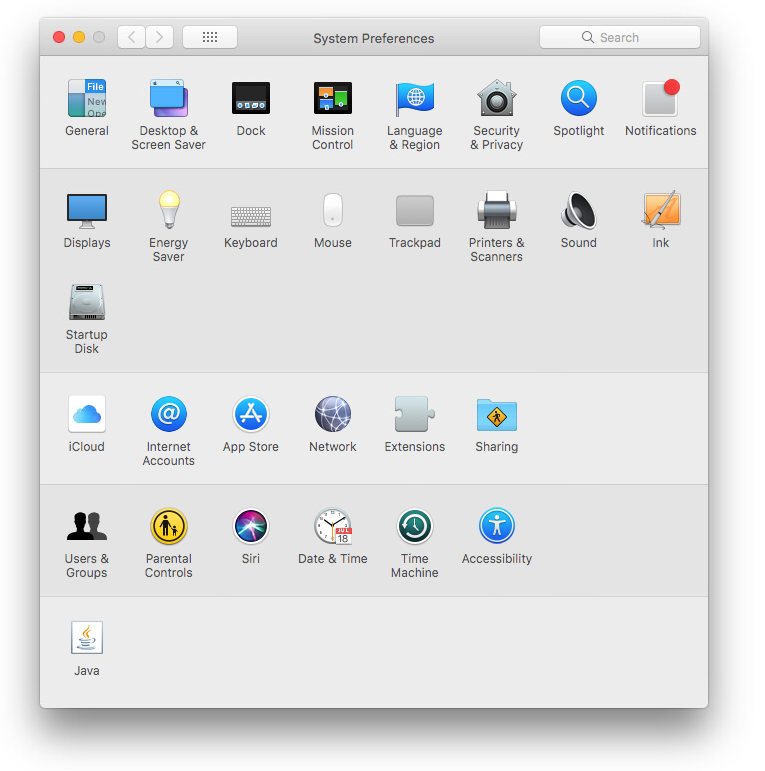 System Preferences
Search
File
New
Ope
General
Desktop &
Screen Saver
Dock
Mission
Control
Language
& Region
Security
& Privacy
Spotlight
Notifications
Displays
Energy
Saver
Keyboard
Mouse
Trackpad
Printers &
Scanners
Sound
Ink
Startup
Disk
@
iCloud
Internet
Accounts
App Store
Network
Extensions
Sharing
JUL
18
Users &
Groups
Parental
Controls
Siri
Date & Time
Time
Machine
Accessibility
Java